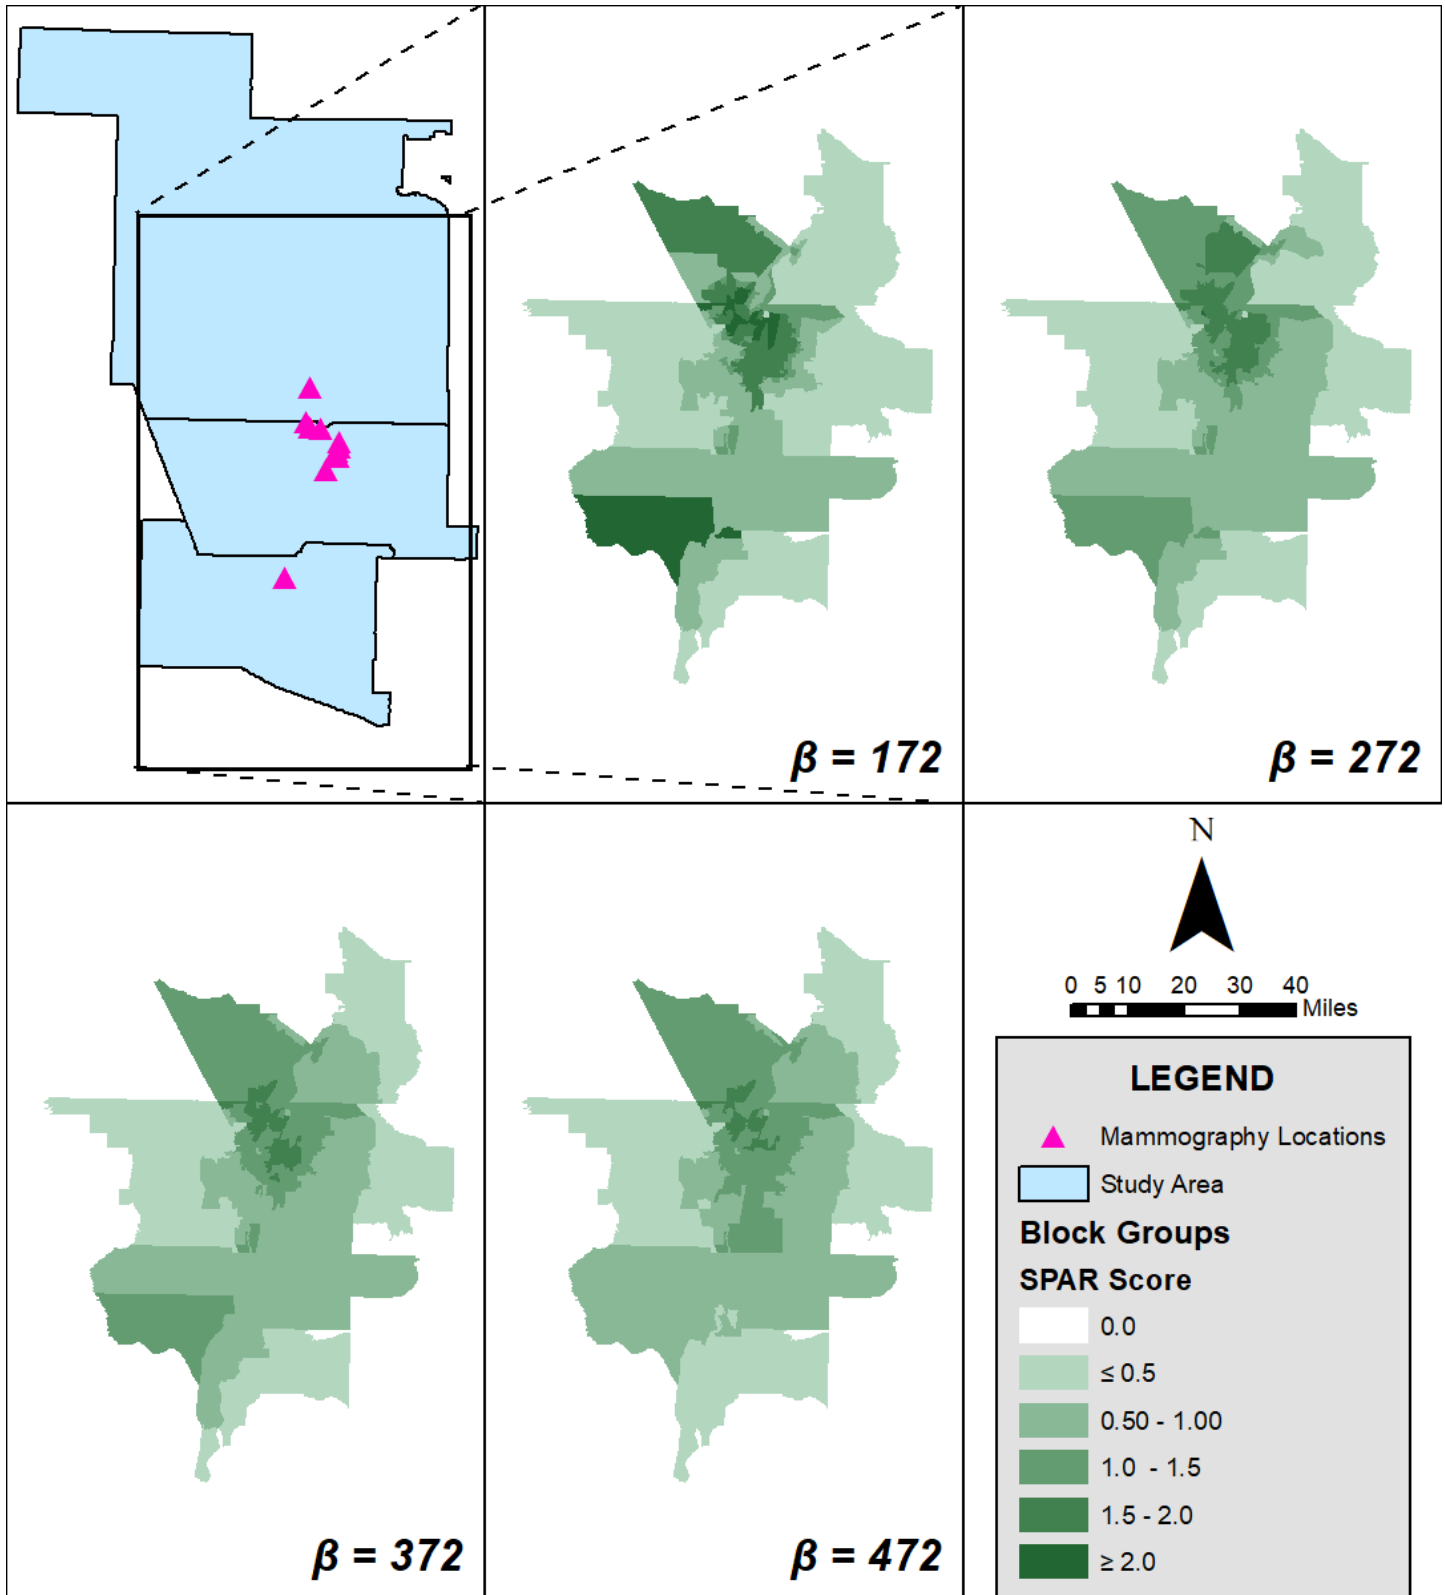 β = 172
β = 272
β = 372
β = 472
N
0 5 10 20 30 40
Miles
LEGEND
Mammography Locations
Study Area
Block Groups
SPAR Score
0.0
≤ 0.5
0.50 - 1.00
1.0 - 1.5
1.5 - 2.0
≥ 2.0